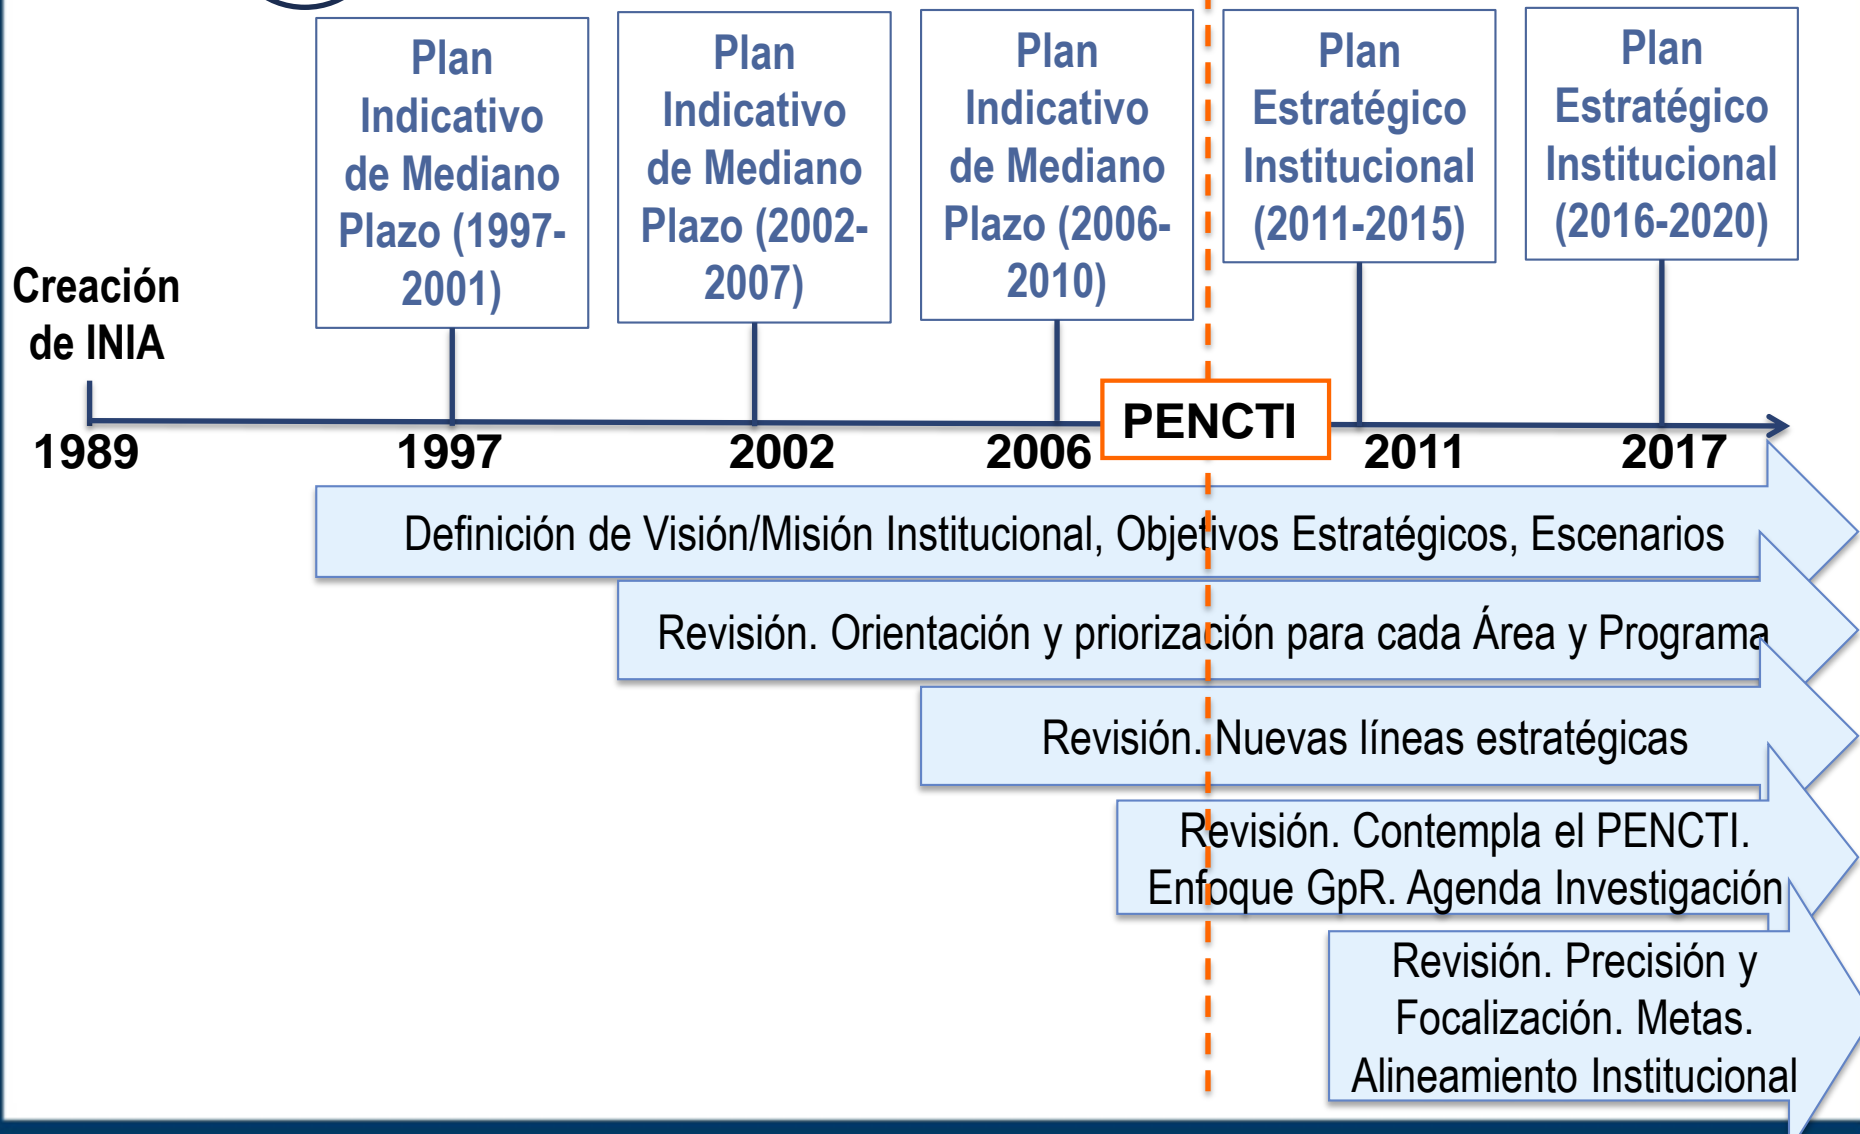 Plan
Indicativo
de Mediano
Plazo (1997-
2001)
Plan
Indicativo
de Mediano
Plazo (2002-
2007)
Plan
Indicativo
de Mediano
Plazo (2006-
2010)
Plan
Estratégico
Institucional
(2011-2015)
Plan
Estratégico
Institucional
(2016-2020)
Creación
de INIA
PENCTI
1989
1997
2002
2006
2011
2017
Definición de Visión/Misión Institucional, Objetivos Estratégicos, Escenarios
Revisión. Orientación y priorización para cada Área y Programa
Revisión. Nuevas líneas estratégicas
Revisión. Contempla el PENCTI.
Enfoque GpR. Agenda Investigación
Revisión. Precisión y
Focalización. Metas.
Alineamiento Institucional